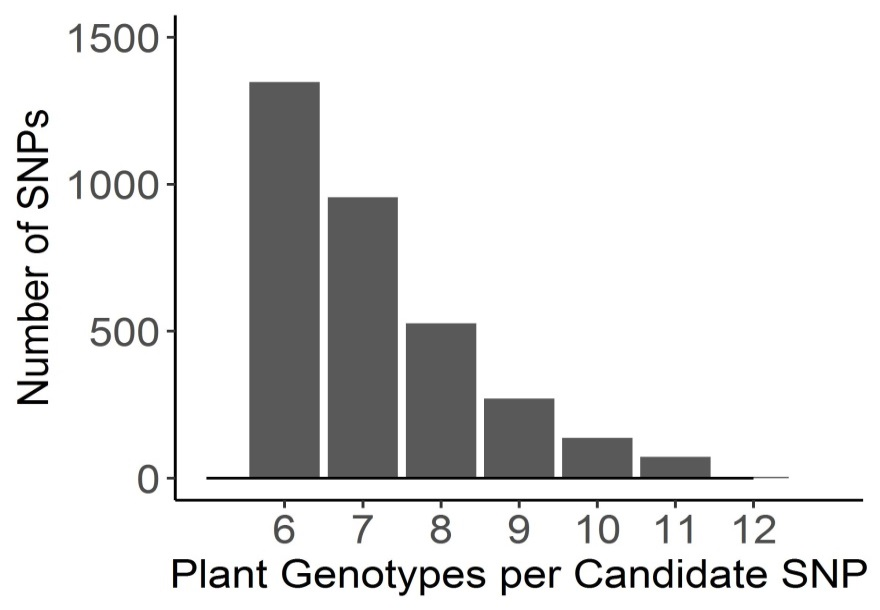 Number of SNPs
1500
1000
500
0
6 7 8 9 10 11 12
Plant Genotypes per Candidate SNP